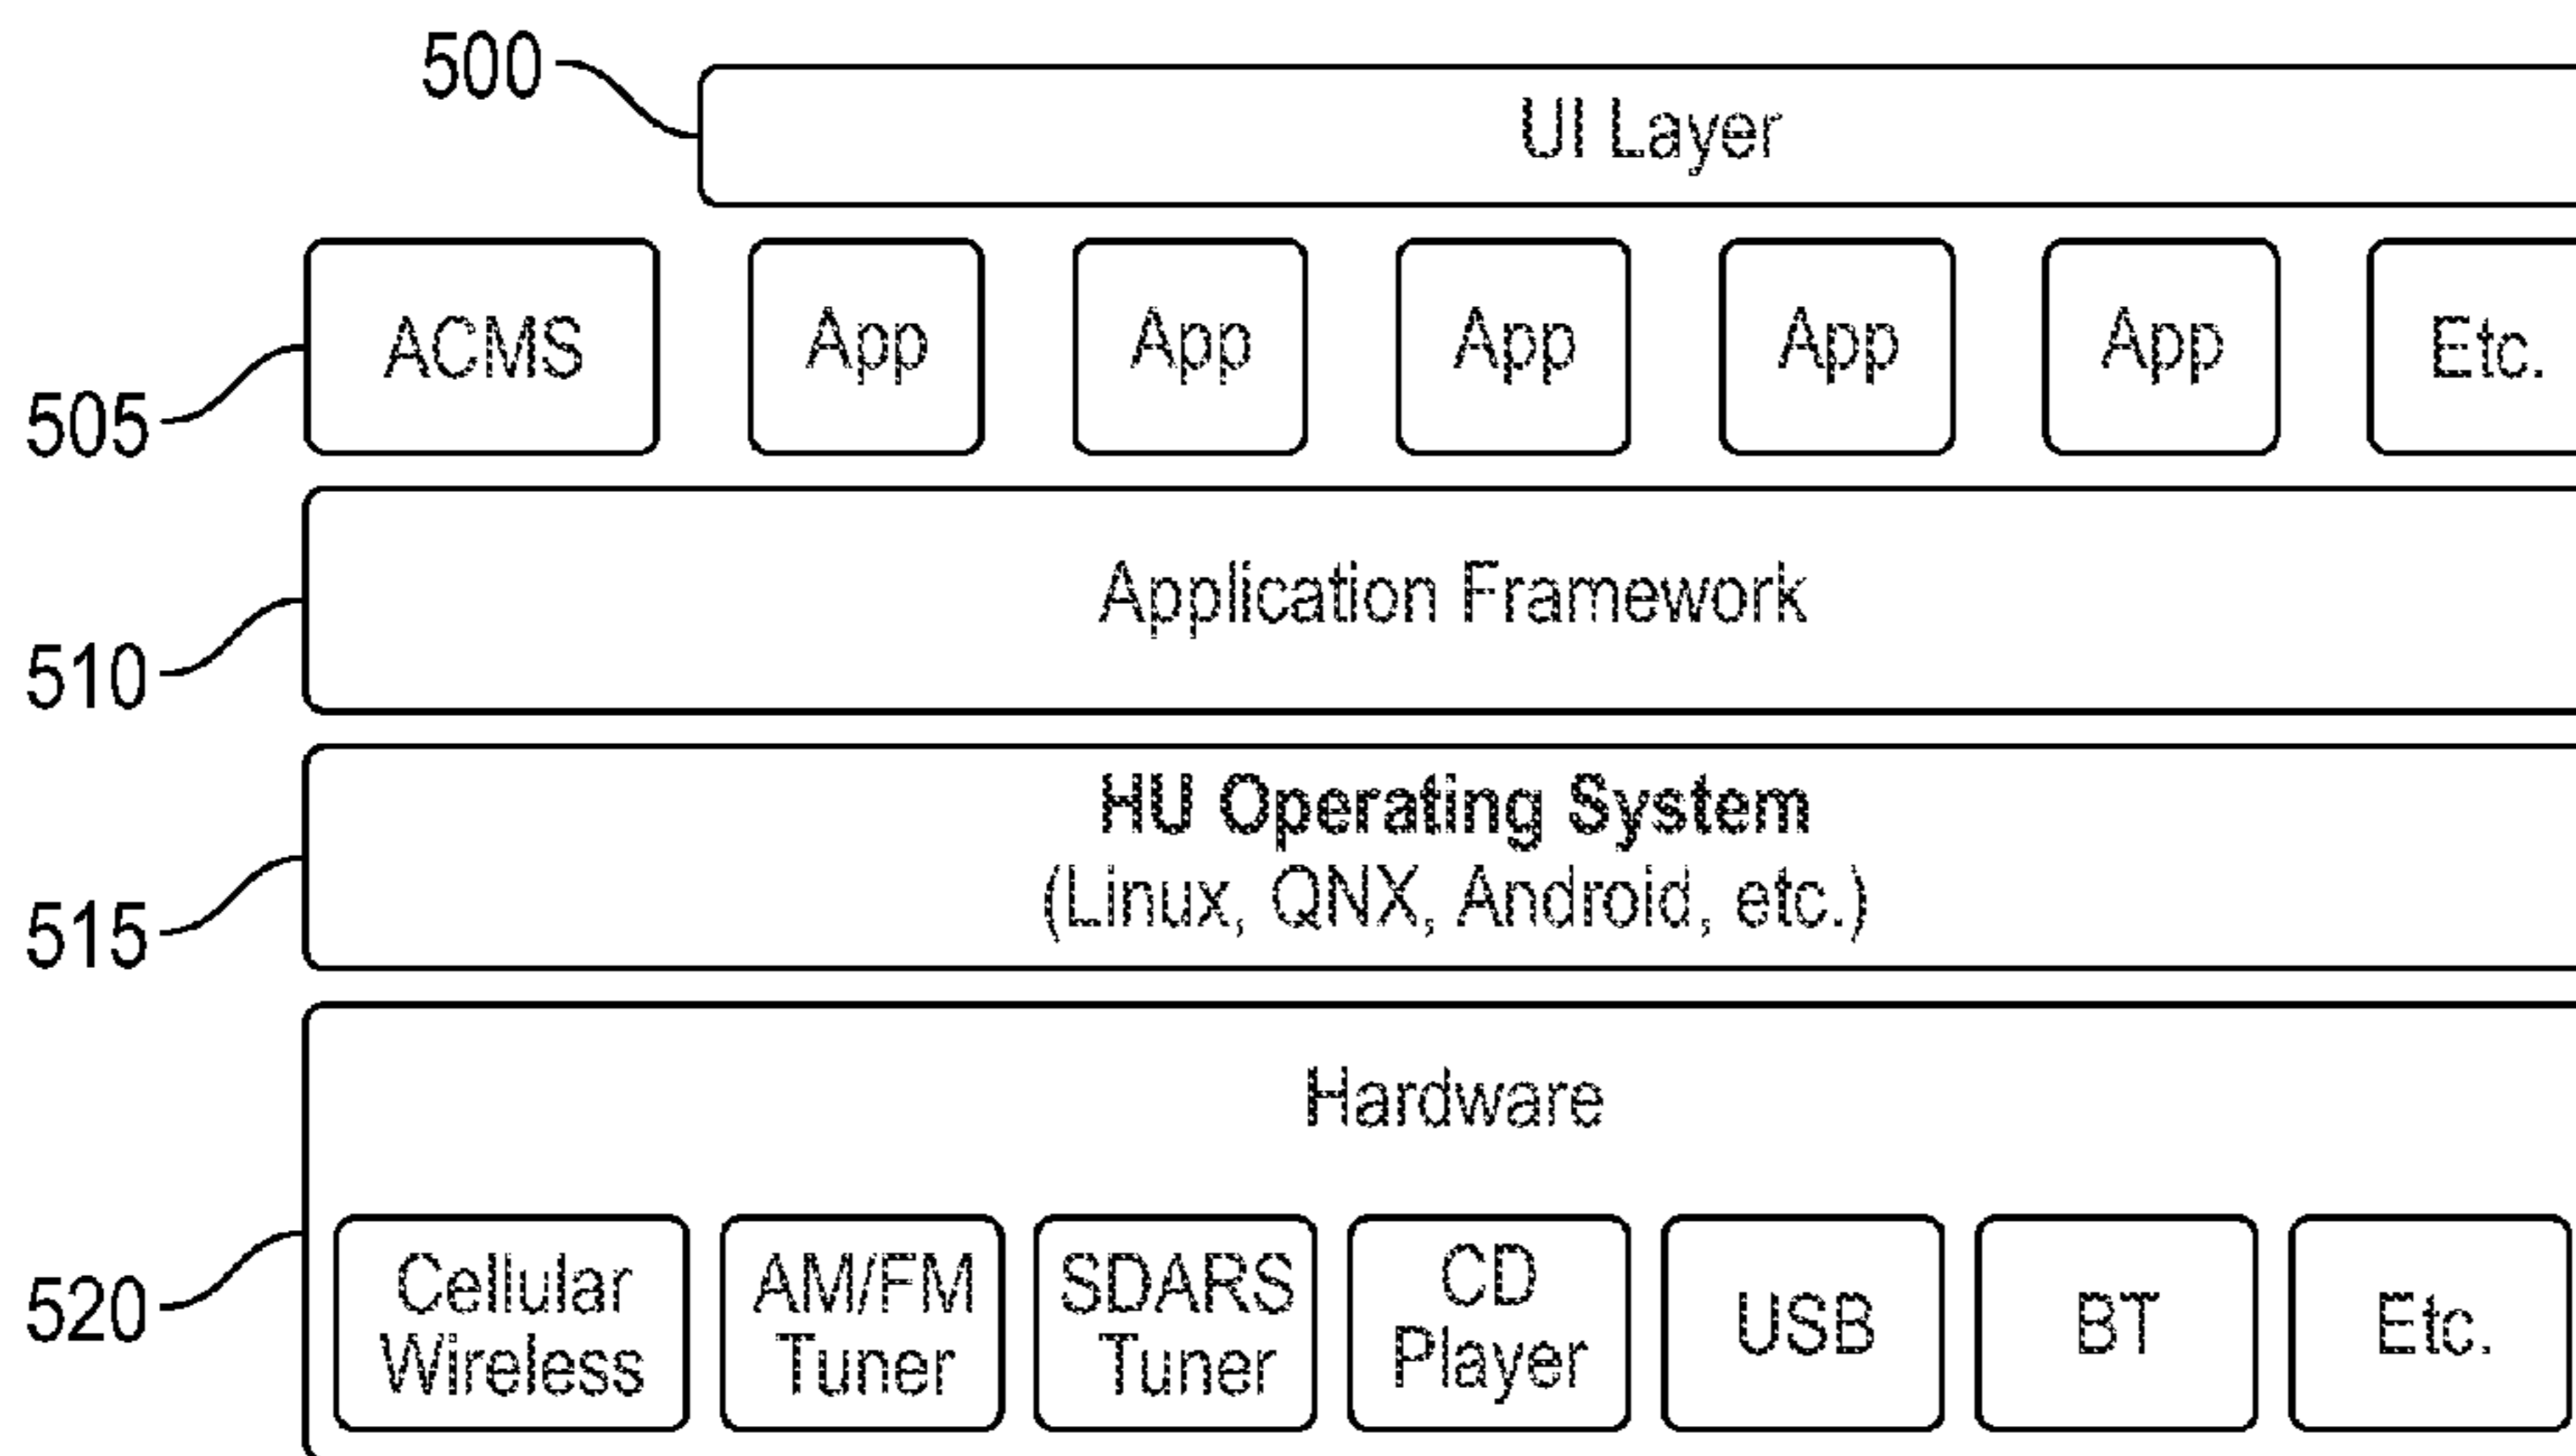 500
UI Layer
ACMS
App
App
App
App
App
Etc.
505
Application Framework
510
HU Operating System
(Linux, QNX, Android, etc.)
515
Hardware
Cellular
Wireless
AM/FM
Tuner
SDARS
Tuner
CD
Player
USB
BT
Etc.
520